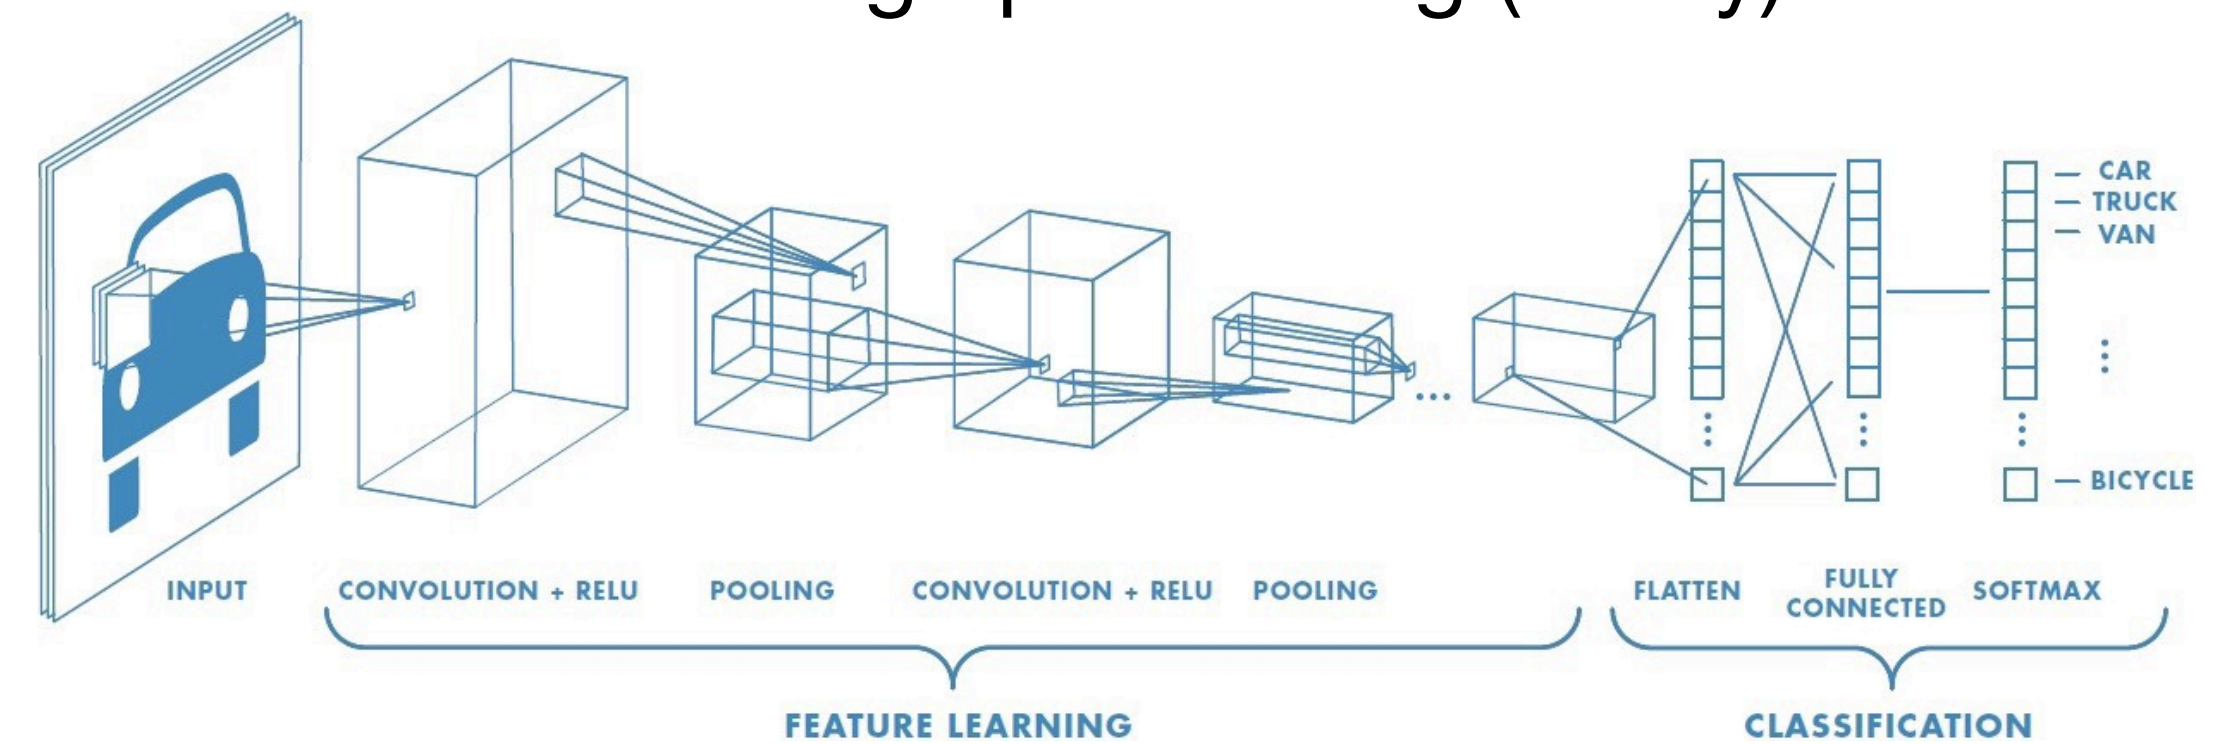 CAR
TRUCK
VAN
BICYCLE
INPUT
CONVOLUTION + RELU
POOLING
CONVOLUTION + RELU
POOLING
FLATTEN
FULLY
CONNECTED
SOFTMAX
FEATURE LEARNING
CLASSIFICATION